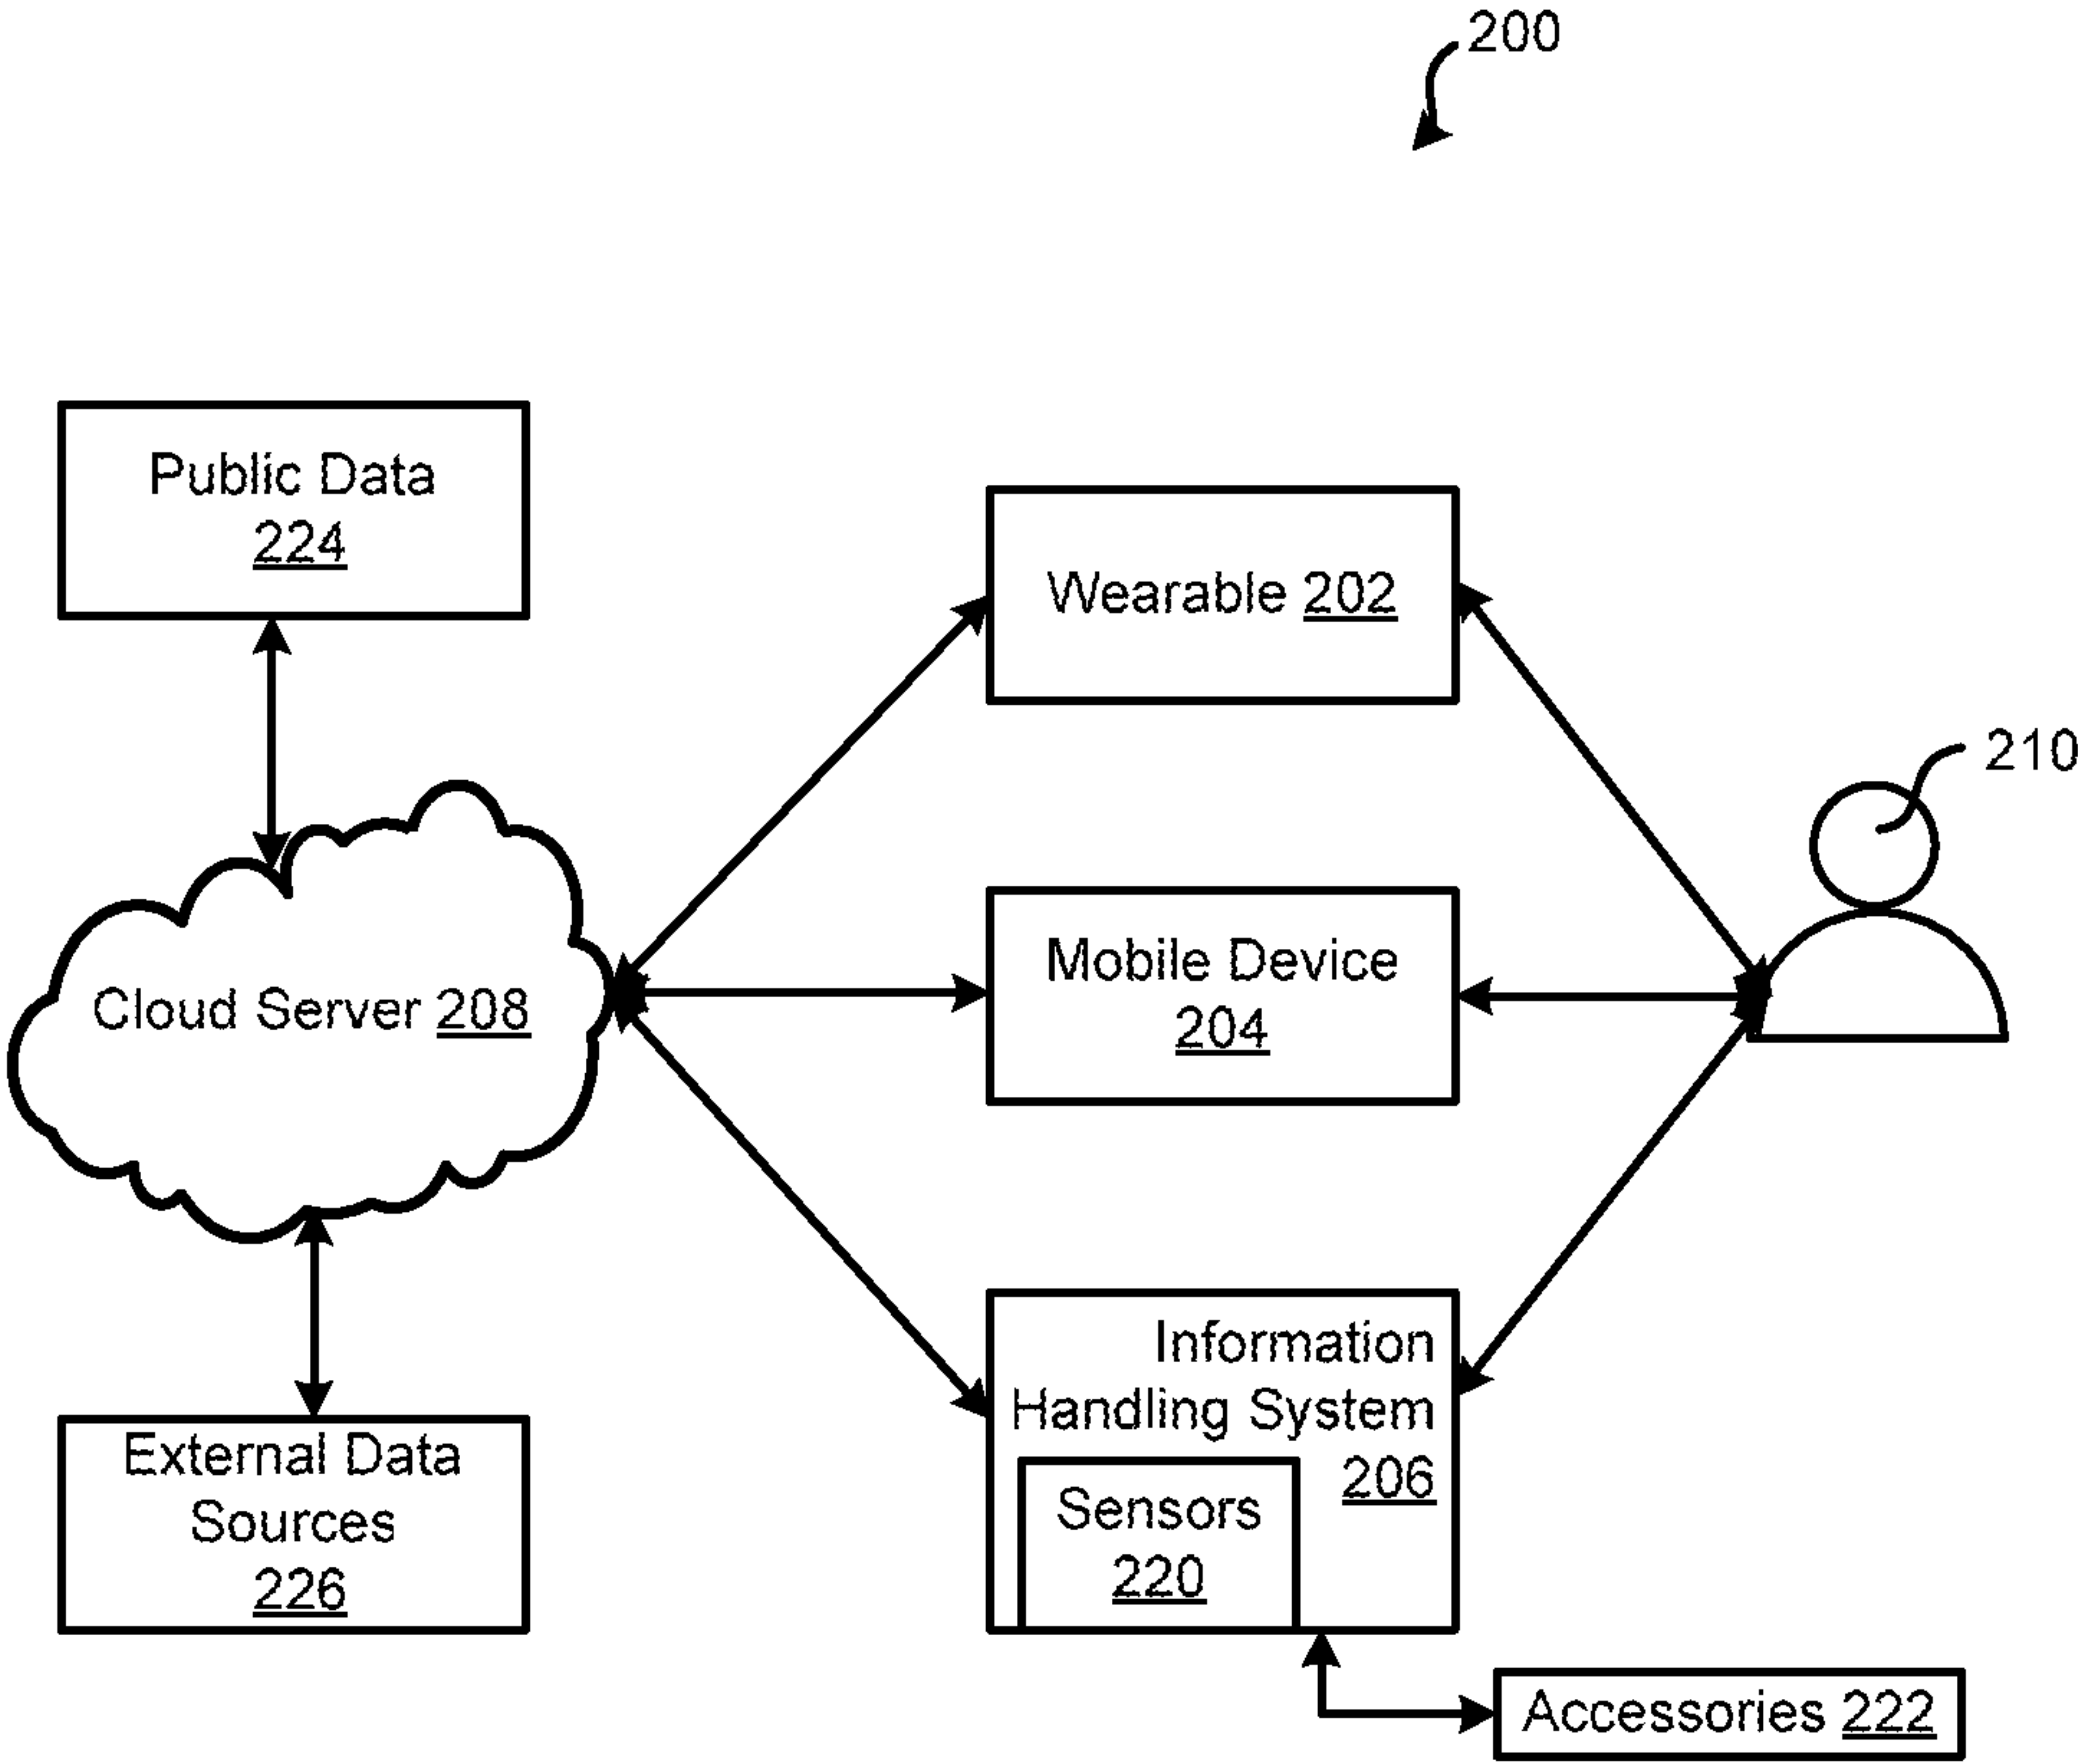 200
Public Data
224
Wearable 202
210
Mobile Device
204
Cloud Server 208
Information
Handling System
206
Sensors
220
External Data
Sources
226
Accessories 222